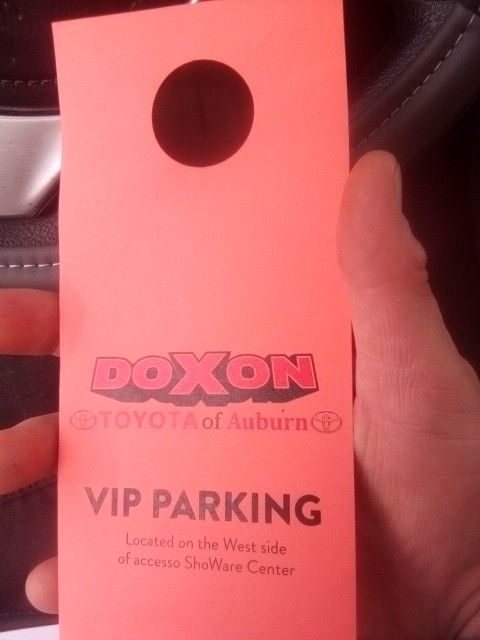 DOXON
TOYOTA of Auburn
VIP PARKING
Located on the West side
of accesso ShoWare Center